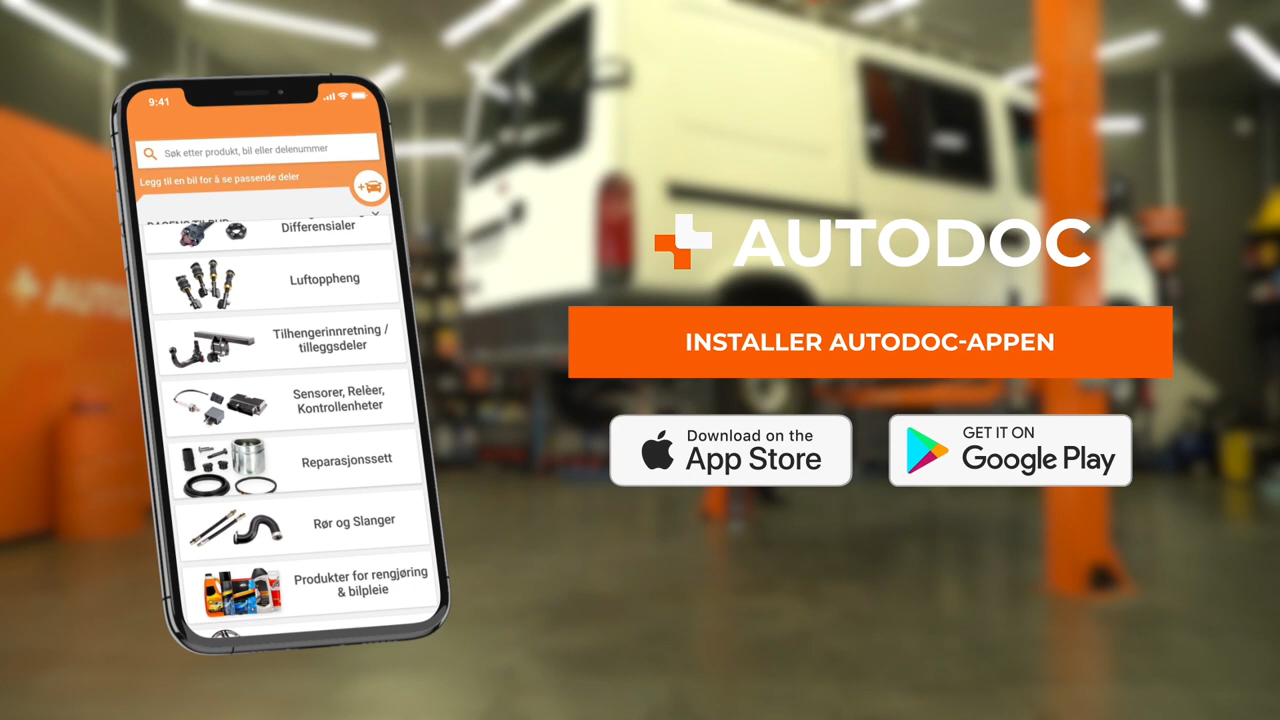 9:41
Søk etter produkt, bil eller delenummer
Legg til en bil for å se passende deler
Differensialer
Luftoppheng
Tilhengerinnretning /
tilleggsdeler
Sensorer, Relèer,
Kontrollenheter
Reparasjonssett
Rør og Slanger
Produkter for rengjøring
& bilpleie
AUTODOC
INSTALLER AUTODOC-APPEN
Download on the
App Store
GET IT ON
Google Play